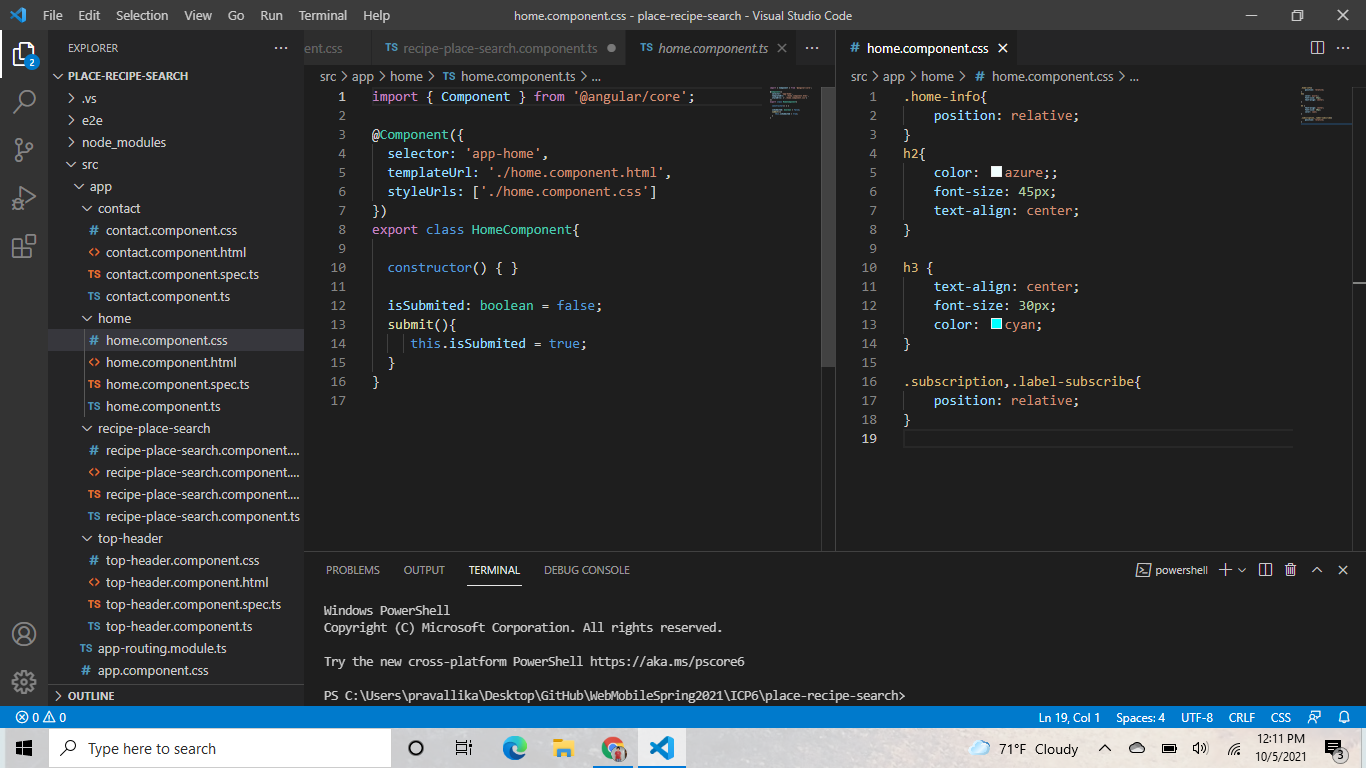 File Edit Selection View Go Run Terminal Help
home.component.css - place-recipe-search - Visual Studio Code
2
EXPLORER
PLACE-RECIPE-SEARCH
.vs
e2e
node_modules
src
app
contact
# contact.component.css
<> contact.component.html
TS contact.component.spec.ts
TS contact.component.ts
home
# home.component.css
<> home.component.html
TS home.component.spec.ts
TS home.component.ts
recipe-place-search
# recipe-place-search.component....
<> recipe-place-search.component....
TS recipe-place-search.component....
TS recipe-place-search.component.ts
top-header
# top-header.component.css
<> top-header.component.html
TS top-header.component.spec.ts
TS top-header.component.ts
TS app-routing.module.ts
# app.component.css
OUTLINE
ent.css
TS recipe-place-search.component.ts
TS home.component.ts
src > app > home > TS home.component.ts > ...
1 import { Component } from '@angular/core';
2
3 @Component({
4 selector: 'app-home',
5 templateUrl: './home.component.html',
6 styleUrls: ['./home.component.css']
7 })
8 export class HomeComponent{
9
10 constructor() { }
11
12 isSubmited: boolean = false;
13 submit(){
14 this.isSubmited = true;
15 }
16 }
17
# home.component.css
src > app > home > # home.component.css > ...
1 .home-info{
2 position: relative;
3 }
4 h2{
5 color: azure;;
6 font-size: 45px;
7 text-align: center;
8 }
9
10 h3 {
11 text-align: center;
12 font-size: 30px;
13 color: cyan;
14 }
15
16 .subscription,.label-subscribe{
17 position: relative;
18 }
19
PROBLEMS OUTPUT TERMINAL DEBUG CONSOLE
powershell
Windows PowerShell
Copyright (C) Microsoft Corporation. All rights reserved.
Try the new cross-platform PowerShell https://aka.ms/pscore6
PS C:\Users\pravallika\Desktop\GitHub\WebMobileSpring2021\ICP6\place-recipe-search>
0 0
Ln 19, Col 1 Spaces: 4 UTF-8 CRLF CSS
Type here to search
71°F Cloudy
12:11 PM
10/5/2021
3